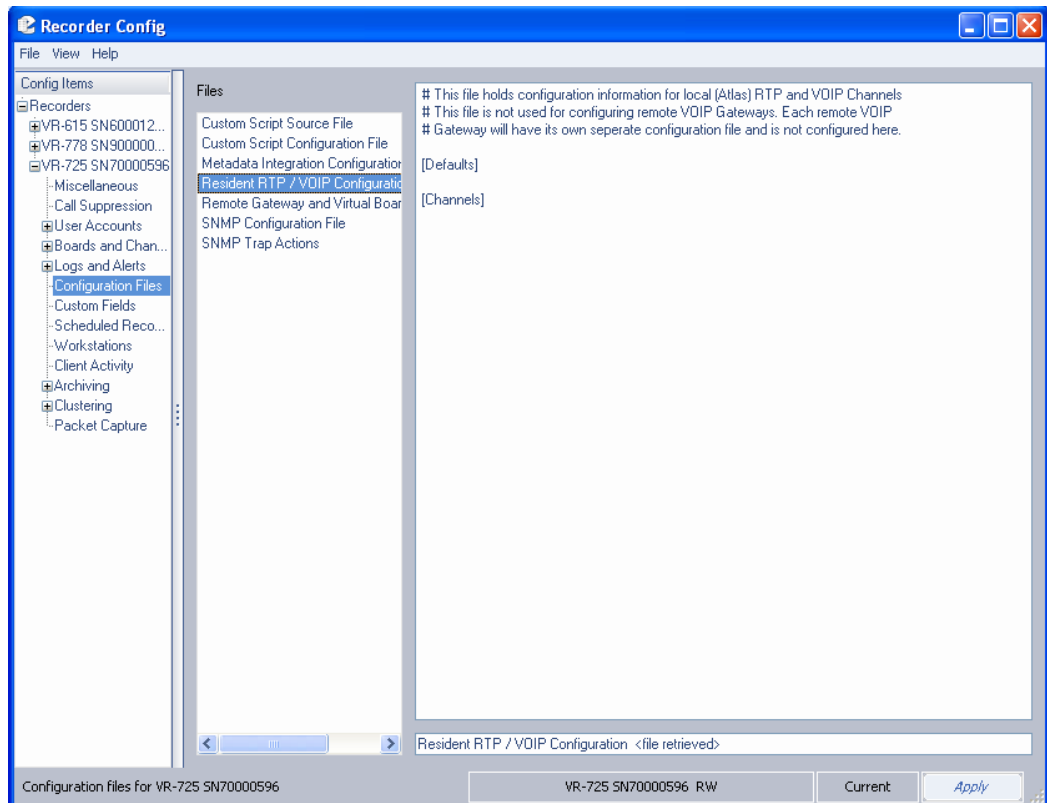 Recorder Config
File View Help
Config Items
Recorders
VR-615 SN600012...
VR-778 SN900000...
VR-725 SN70000596
Miscellaneous
Call Suppression
User Accounts
Boards and Chan...
Logs and Alerts
Configuration Files
Custom Fields
Scheduled Reco...
Workstations
Client Activity
Archiving
Clustering
Packet Capture
Files
Custom Script Source File
Custom Script Configuration File
Metadata Integration Configuration
Resident RTP / VOIP Configuratio
Remote Gateway and Virtual Boar
SNMP Configuration File
SNMP Trap Actions
# This file holds configuration information for local (Atlas) RTP and VOIP Channels
# This file is not used for configuring remote VOIP Gateways. Each remote VOIP
# Gateway will have its own seperate configuration file and is not configured here.
[Defaults]
[Channels]
Resident RTP / VOIP Configuration <file retrieved>
Configuration files for VR-725 SN70000596
VR-725 SN70000596 RW
Current
Apply